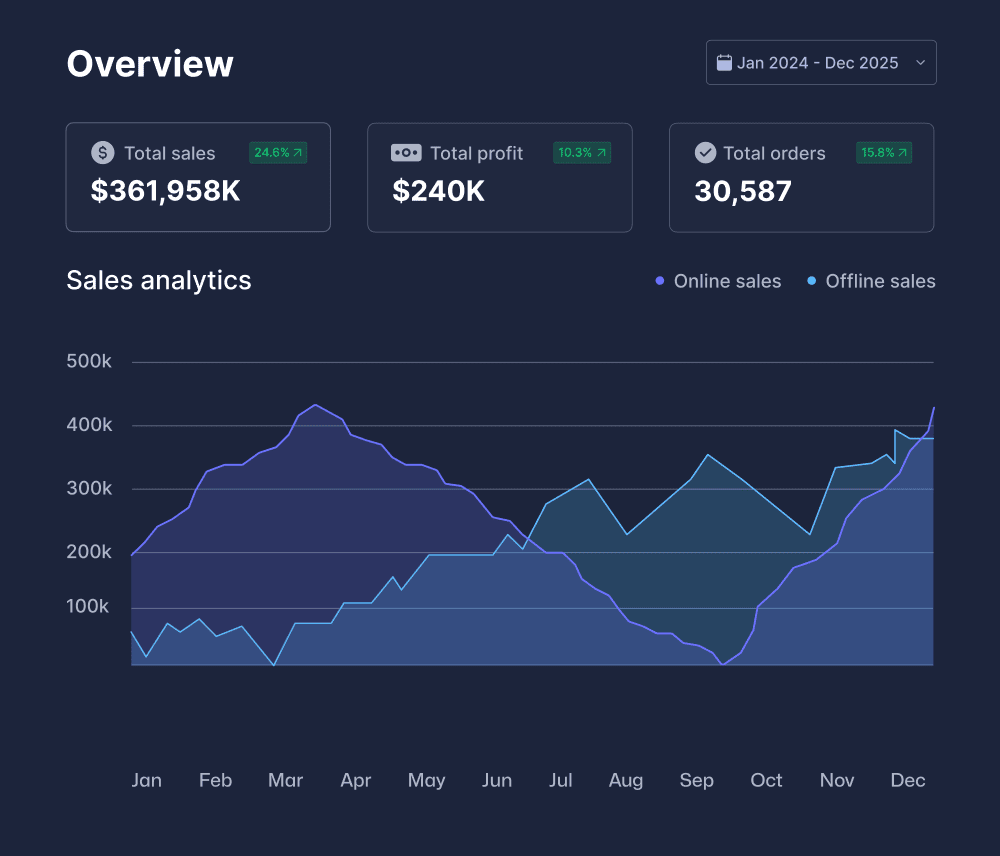 Overview
Jan 2024 - Dec 2025
Total sales 24.6%
$361,958K
Total profit 10.3%
$240K
Total orders 15.8%
30,587
Sales analytics
Online sales Offline sales
500k
400k
300k
200k
100k
Jan Feb Mar Apr May Jun Jul Aug Sep Oct Nov Dec